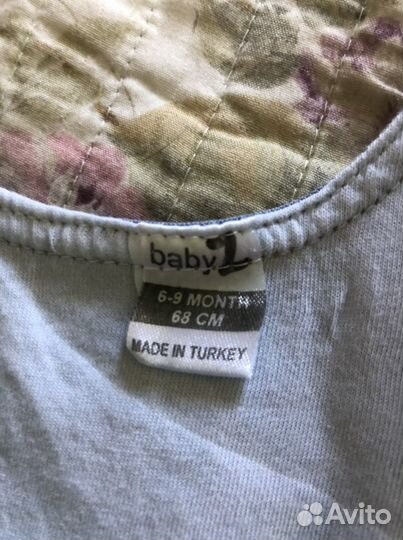 baby Z
6-9 MONTH
68 CM
MADE IN TURKEY
Avito